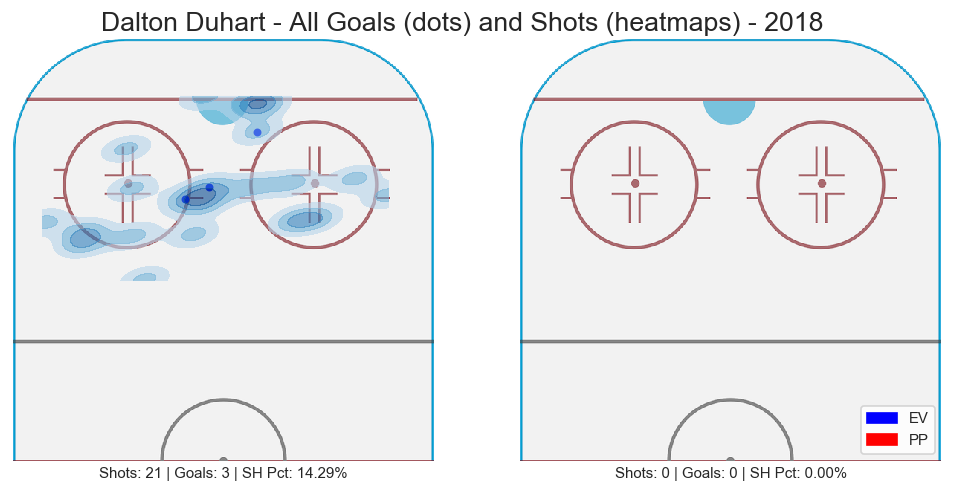 Dalton Duhart - All Goals (dots) and Shots (heatmaps) - 2018
EV
PP
Shots: 21 | Goals: 3 | SH Pct: 14.29%
Shots: 0 | Goals: 0 | SH Pct: 0.00%